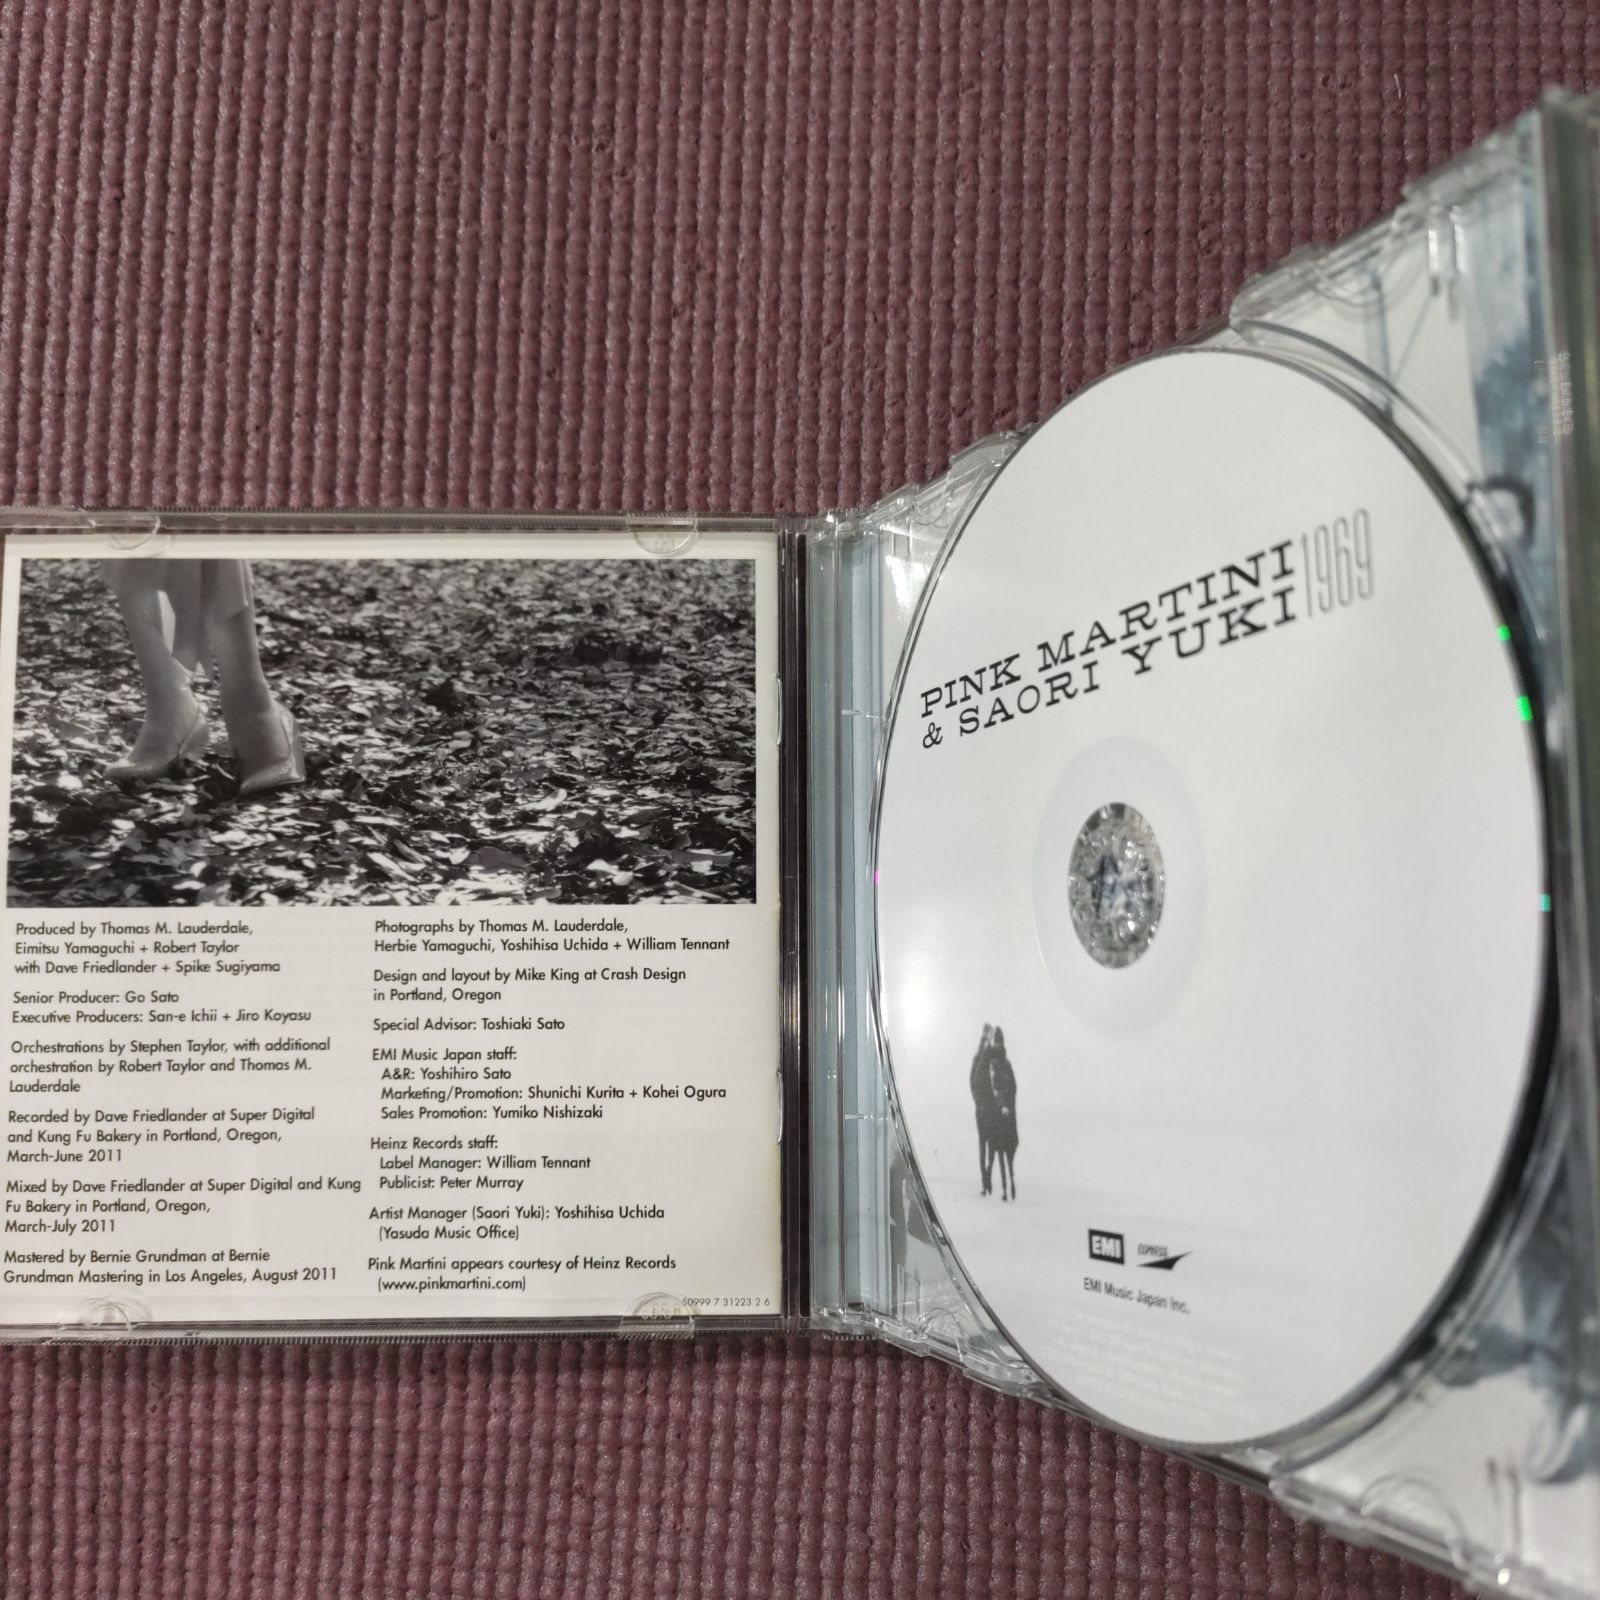 Produced by Thomas M. Lauderdale,
Eimitsu Yamaguchi + Robert Taylor
with Dave Friedlander + Spike Sugiyama
Senior Producer: Go Sato
Executive Producers: San-e Ichii + Jiro Koyasu
Orchestrations by Stephen Taylor, with additional
orchestration by Robert Taylor and Thomas M.
Lauderdale
Recorded by Dave Friedlander at Super Digital
and Kung Fu Bakery in Portland, Oregon,
March-June 2011
Mixed by Dave Friedlander at Super Digital and Kung
Fu Bakery in Portland, Oregon,
March-July 2011
Mastered by Bernie Grundman at Bernie
Grundman Mastering in Los Angeles, August 2011
Photographs by Thomas M. Lauderdale,
Herbie Yamaguchi, Yoshihisa Uchida + William Tennant
Design and layout by Mike King at Crash Design
in Portland, Oregon
Special Advisor: Toshiaki Sato
EMI Music Japan staff:
A&R: Yoshihiro Sato
Marketing/Promotion: Shunichi Kurita + Kohei Ogura
Sales Promotion: Yumiko Nishizaki
Heinz Records staff:
Label Manager: William Tennant
Publicist: Peter Murray
Artist Manager (Saori Yuki): Yoshihisa Uchida
(Yasuda Music Office)
Pink Martini appears courtesy of Heinz Records
(www.pinkmartini.com)
50999 7 31223 2 6
PINK MARTINI
& SAORI YUKI 1969
EMI EXPRESS
EMI Music Japan Inc.